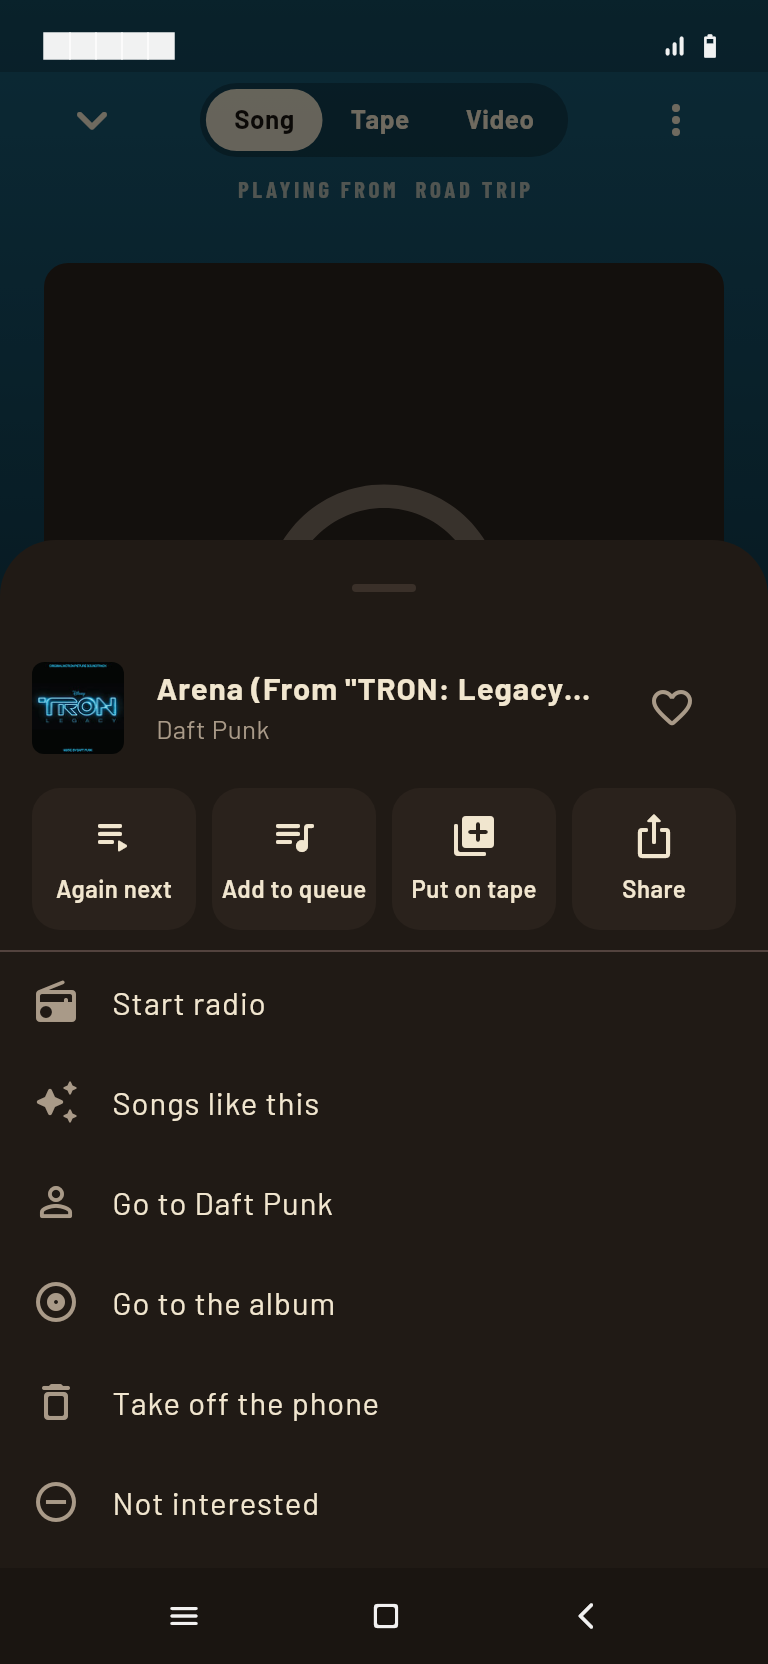 Song Tape Video
PLAYING FROM ROAD TRIP
Arena (From "TRON: Legacy...
Daft Punk
TRON
LEGACY
Again next Add to queue Put on tape Share
Start radio
Songs like this
Go to Daft Punk
Go to the album
Take off the phone
Not interested